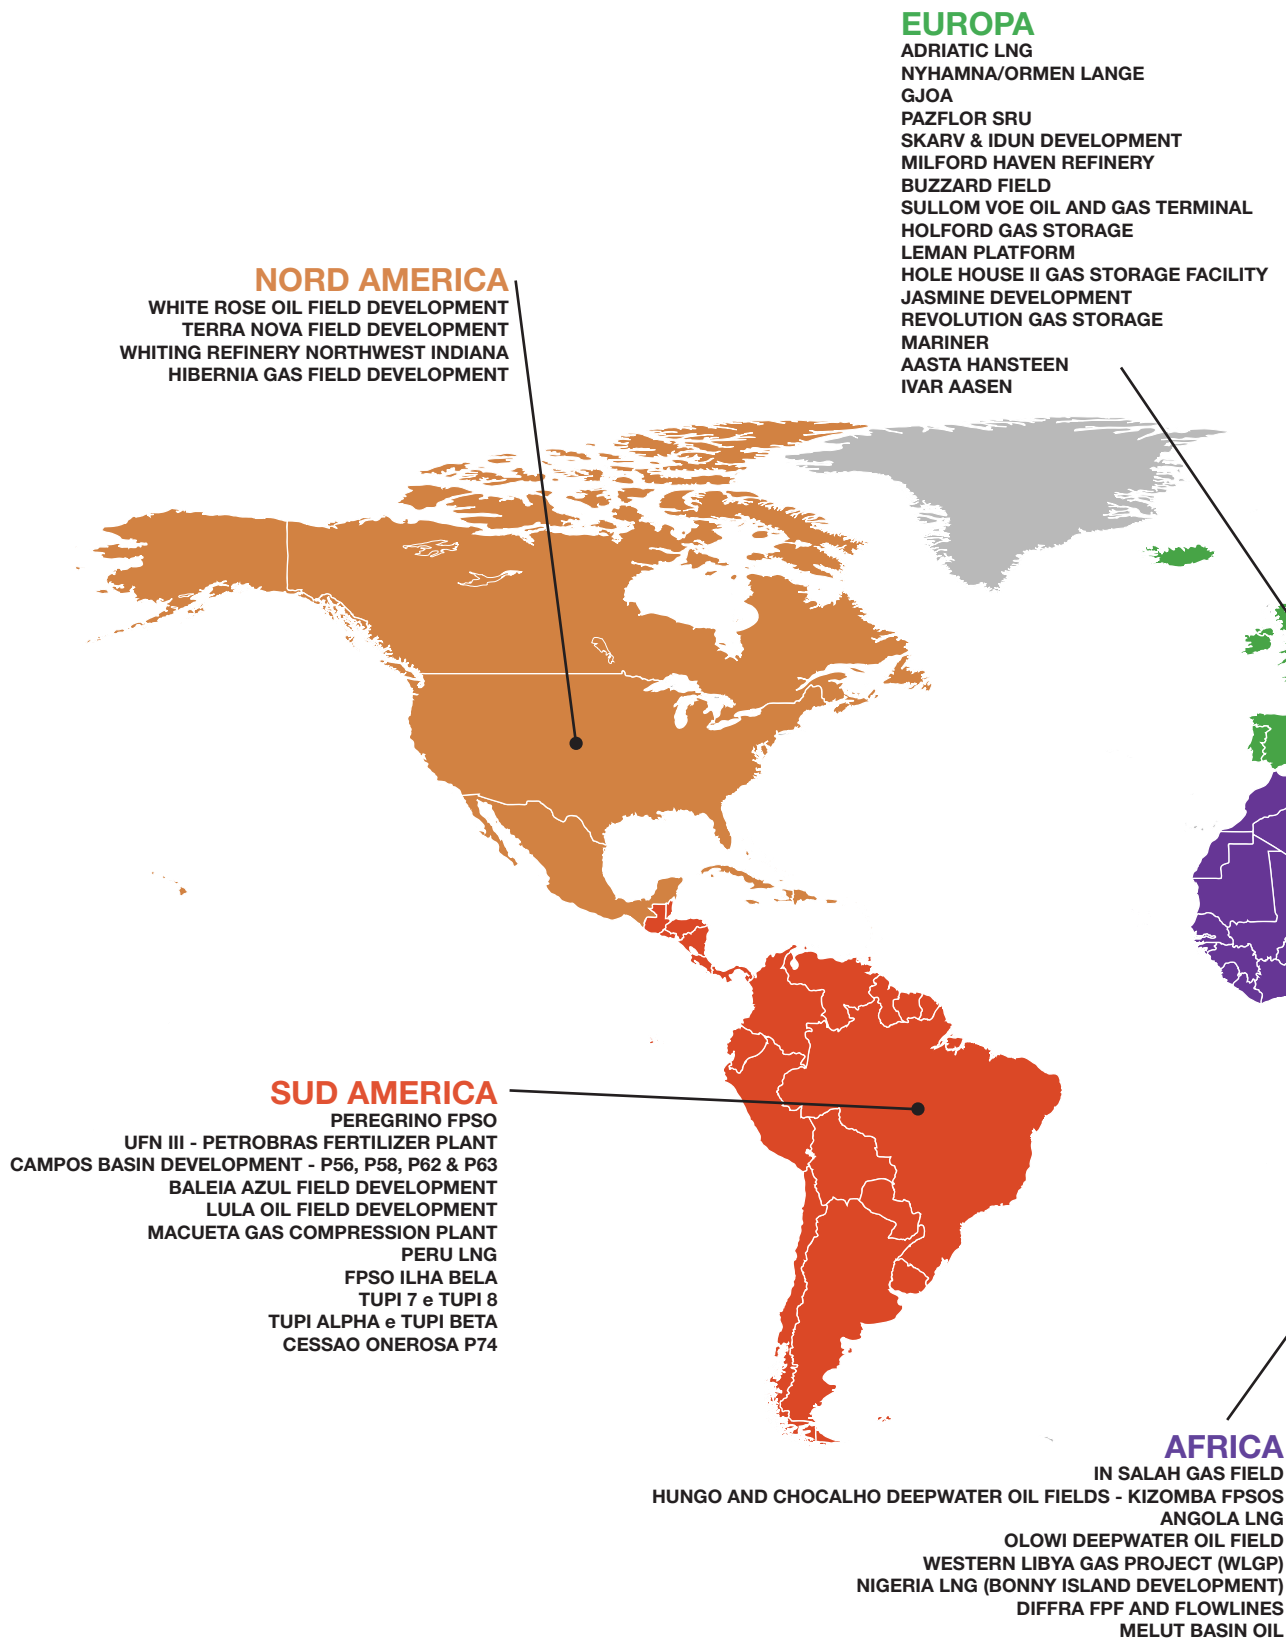 EUROPA
ADRIATIC LNG
NYHAMNA/ORMEN LANGE
GJOA
PAZFLOR SRU
SKARV & IDUN DEVELOPMENT
MILFORD HAVEN REFINERY
BUZZARD FIELD
SULLOM VOE OIL AND GAS TERMINAL
HOLFORD GAS STORAGE
LEMAN PLATFORM
HOLE HOUSE II GAS STORAGE FACILITY
JASMINE DEVELOPMENT
REVOLUTION GAS STORAGE
MARINER
AASTA HANSTEEN
IVAR AASEN
NORD AMERICA
WHITE ROSE OIL FIELD DEVELOPMENT
TERRA NOVA FIELD DEVELOPMENT
WHITING REFINERY NORTHWEST INDIANA
HIBERNIA GAS FIELD DEVELOPMENT
SUD AMERICA
PEREGRINO FPSO
UFN III - PETROBRAS FERTILIZER PLANT
CAMPOS BASIN DEVELOPMENT - P56, P58, P62 & P63
BALEIA AZUL FIELD DEVELOPMENT
LULA OIL FIELD DEVELOPMENT
MACUETA GAS COMPRESSION PLANT
PERU LNG
FPSO ILHA BELA
TUPI 7 e TUPI 8
TUPI ALPHA e TUPI BETA
CESSAO ONEROSA P74
AFRICA
IN SALAH GAS FIELD
HUNGO AND CHOCALHO DEEPWATER OIL FIELDS - KIZOMBA FPSOS
ANGOLA LNG
OLOWI DEEPWATER OIL FIELD
WESTERN LIBYA GAS PROJECT (WLGP)
NIGERIA LNG (BONNY ISLAND DEVELOPMENT)
DIFFRA FPF AND FLOWLINES
MELUT BASIN OIL